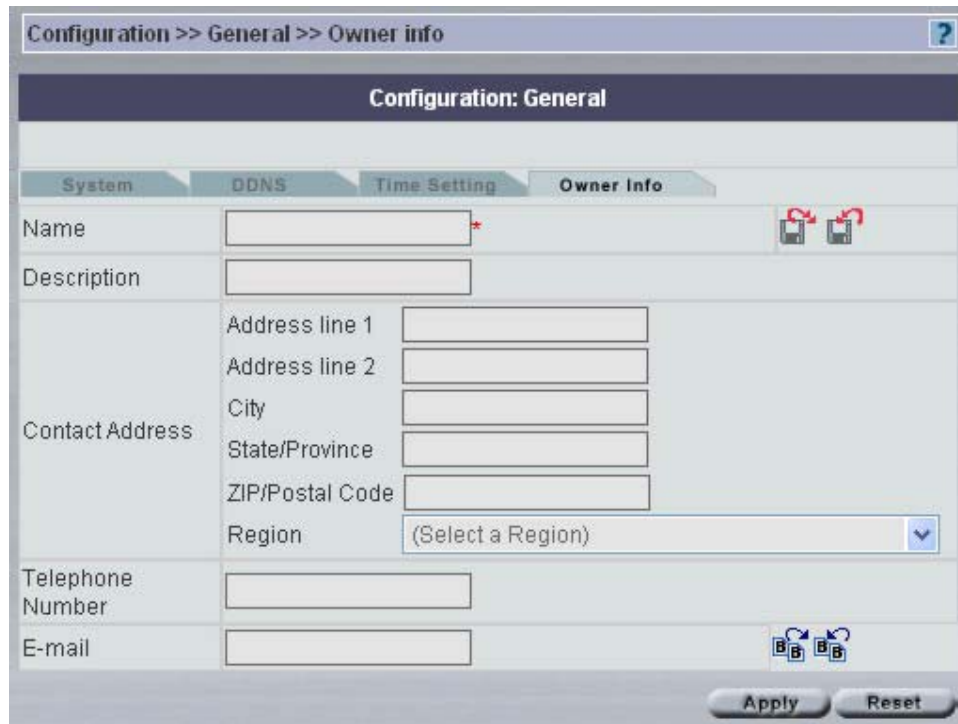 Configuration >> General >> Owner info
?
Configuration: General
System DDNS Time Setting Owner Info
Name *
Description
Contact Address
Address line 1
Address line 2
City
State/Province
ZIP/Postal Code
Region (Select a Region)
Telephone
Number
E-mail
B B B B
Apply Reset